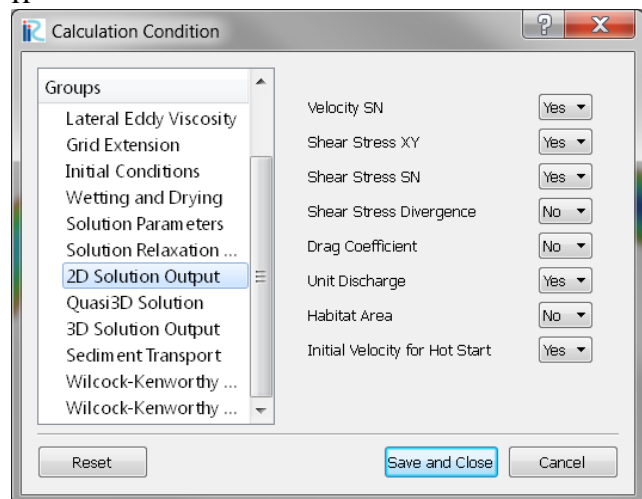 iC Calculation Condition
Groups
Lateral Eddy Viscosity
Grid Extension
Initial Conditions
Wetting and Drying
Solution Parameters
Solution Relaxation ...
2D Solution Output
Quasi3D Solution
3D Solution Output
Sediment Transport
Wilcock-Kenworthy ...
Wilcock-Kenworthy ...
Velocity SN Yes
Shear Stress XY Yes
Shear Stress SN Yes
Shear Stress Divergence No
Drag Coefficient No
Unit Discharge Yes
Habitat Area No
Initial Velocity for Hot Start Yes
Reset Save and Close Cancel